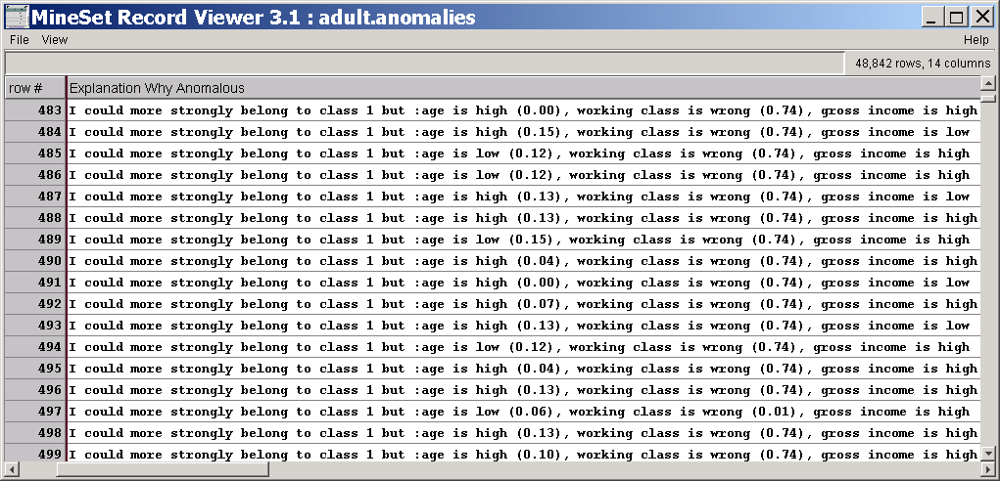 MineSet Record Viewer 3.1 : adult.anomalies
File View Help
48,842 rows, 14 columns
row # Explanation Why Anomalous
483 I could more strongly belong to class 1 but :age is high (0.00), working class is wrong (0.74), gross income is high
484 I could more strongly belong to class 1 but :age is high (0.15), working class is wrong (0.74), gross income is low
485 I could more strongly belong to class 1 but :age is low (0.12), working class is wrong (0.74), gross income is high
486 I could more strongly belong to class 1 but :age is low (0.12), working class is wrong (0.74), gross income is high
487 I could more strongly belong to class 1 but :age is high (0.13), working class is wrong (0.74), gross income is low
488 I could more strongly belong to class 1 but :age is high (0.13), working class is wrong (0.74), gross income is high
489 I could more strongly belong to class 1 but :age is low (0.15), working class is wrong (0.74), gross income is high
490 I could more strongly belong to class 1 but :age is high (0.04), working class is wrong (0.74), gross income is high
491 I could more strongly belong to class 1 but :age is high (0.00), working class is wrong (0.74), gross income is low
492 I could more strongly belong to class 1 but :age is high (0.07), working class is wrong (0.74), gross income is high
493 I could more strongly belong to class 1 but :age is high (0.13), working class is wrong (0.74), gross income is low
494 I could more strongly belong to class 1 but :age is low (0.12), working class is wrong (0.74), gross income is high
495 I could more strongly belong to class 1 but :age is high (0.04), working class is wrong (0.74), gross income is high
496 I could more strongly belong to class 1 but :age is high (0.13), working class is wrong (0.74), gross income is high
497 I could more strongly belong to class 1 but :age is low (0.06), working class is wrong (0.01), gross income is high
498 I could more strongly belong to class 1 but :age is high (0.13), working class is wrong (0.74), gross income is high
499 I could more strongly belong to class 1 but :age is high (0.10), working class is wrong (0.74), gross income is high